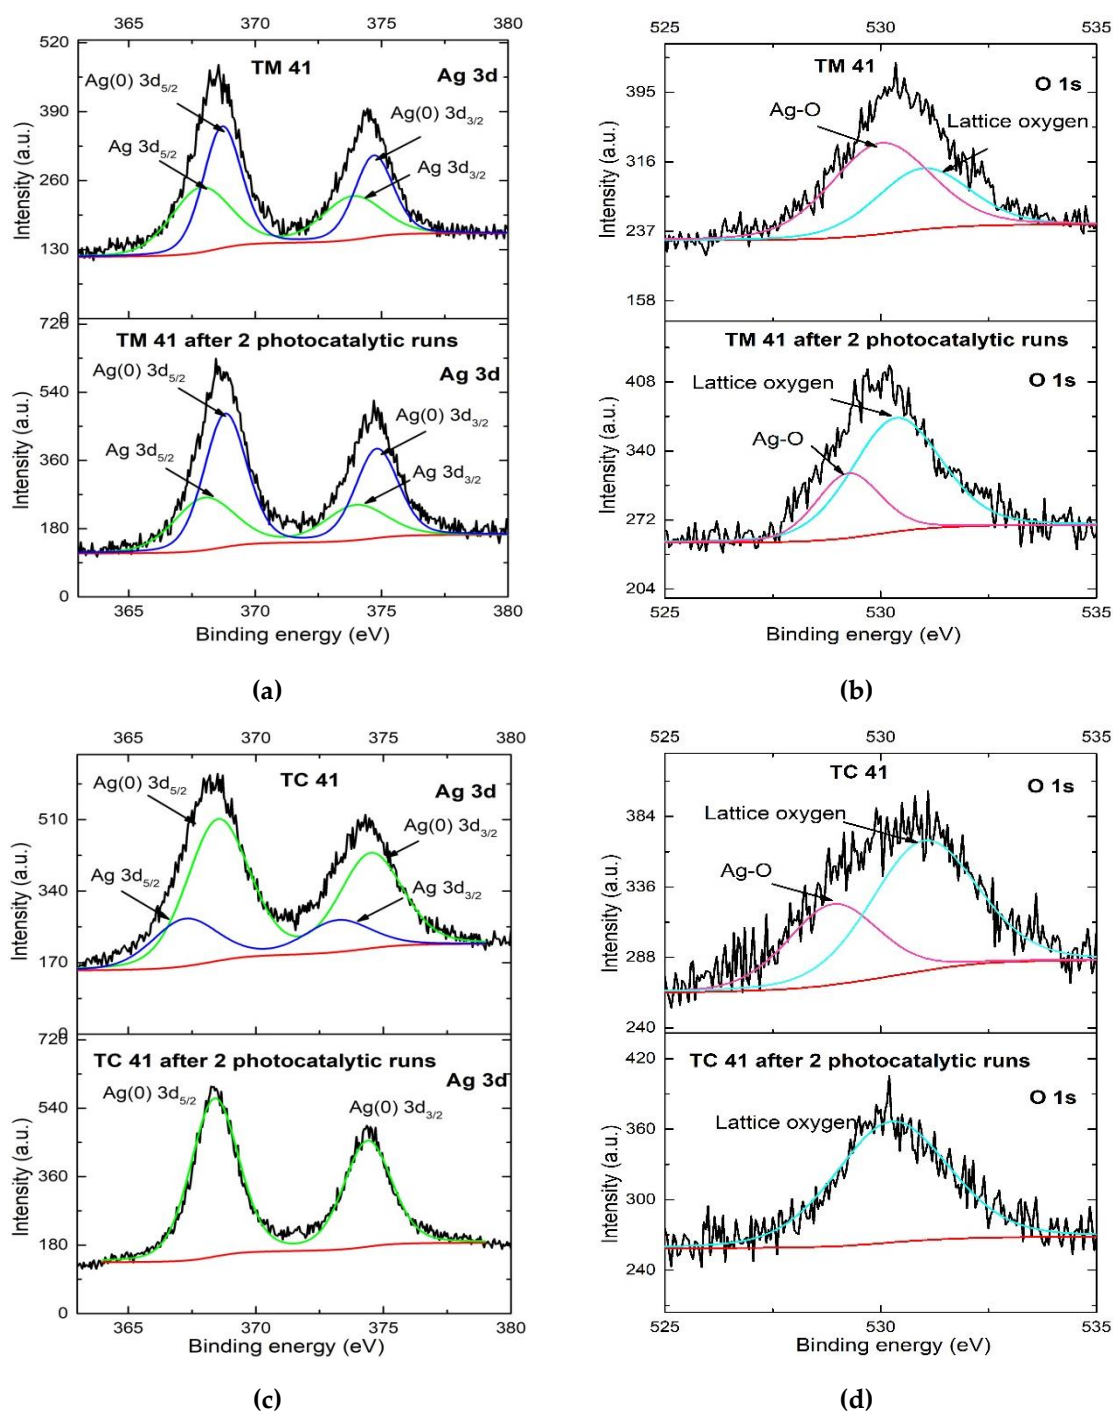 365 370 375 380
520
TM 41
Ag 3d
Ag(0) 3d5/2
Ag(0) 3d3/2
390
Ag 3d5/2
Ag 3d3/2
260
130
0
Intensity (a.u.)
720
TM 41 after 2 photocatalytic runs
Ag(0) 3d5/2
Ag 3d
540
Ag(0) 3d3/2
Ag 3d5/2
Ag 3d3/2
360
180
0
Intensity (a.u.)
365 370 375 380
Binding energy (eV)
(a)
525 530 535
TM 41
O 1s
395
Ag-O
Lattice oxygen
316
237
158
Intensity (a.u.)
TM 41 after 2 photocatalytic runs
408
Lattice oxygen
O 1s
340
Ag-O
272
204
Intensity (a.u.)
525 530 535
Binding energy (eV)
(b)
365 370 375 380
TC 41
Ag(0) 3d5/2
Ag 3d
510
Ag(0) 3d3/2
Ag 3d5/2
Ag 3d3/2
340
170
0
Intensity (a.u.)
720
TC 41 after 2 photocatalytic runs
Ag(0) 3d5/2
Ag 3d
540
Ag(0) 3d3/2
360
180
0
Intensity (a.u.)
365 370 375 380
Binding energy (eV)
(c)
525 530 535
TC 41
O 1s
384
Lattice oxygen
336
Ag-O
288
240
Intensity (a.u.)
420
TC 41 after 2 photocatalytic runs
O 1s
360
Lattice oxygen
300
240
Intensity (a.u.)
525 530 535
Binding energy (eV)
(d)